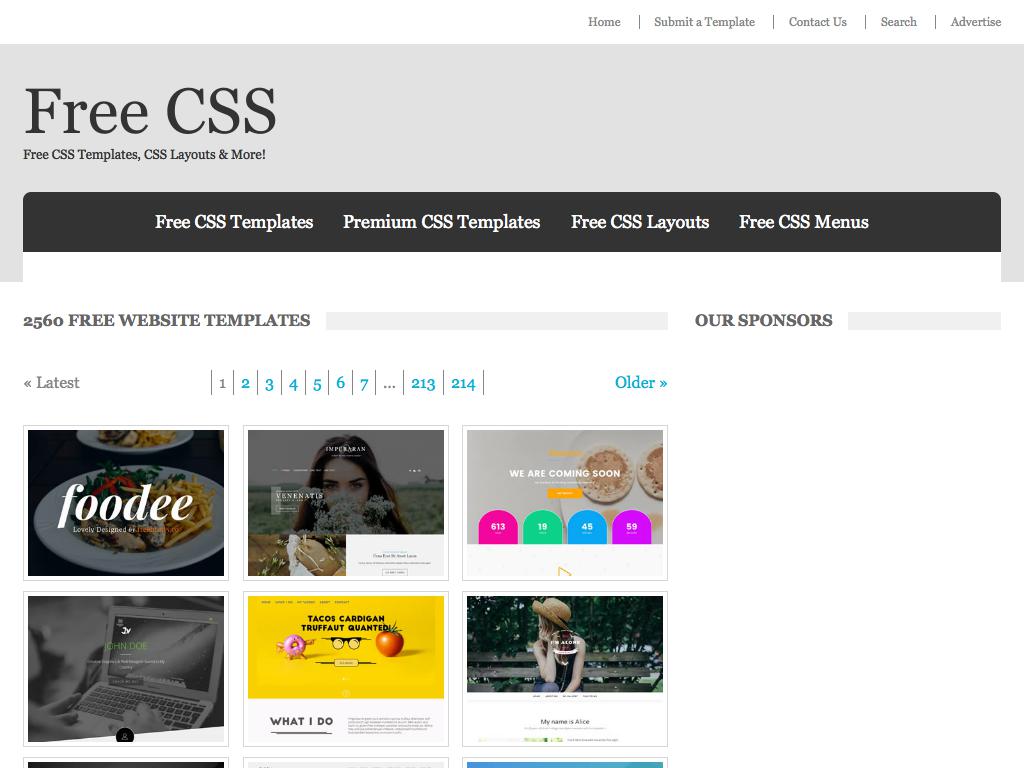 Home
Submit a Template
Contact Us
Search
Advertise
Free CSS
Free CSS Templates, CSS Layouts & More!
Free CSS Templates
Premium CSS Templates
Free CSS Layouts
Free CSS Menus
2560 FREE WEBSITE TEMPLATES
OUR SPONSORS
« Latest
1 2 3 4 5 6 7 ... 213 214
Older »
foodee
Lovely Designed by
IMPERARAN
VENENATIS
WE ARE COMING SOON
613 19 45 59
Jv
JOHN DOE
TACOS CARDIGAN
TRUFFAUT QUANTED!
WHAT I DO
I'M ALONE
My name is Alice